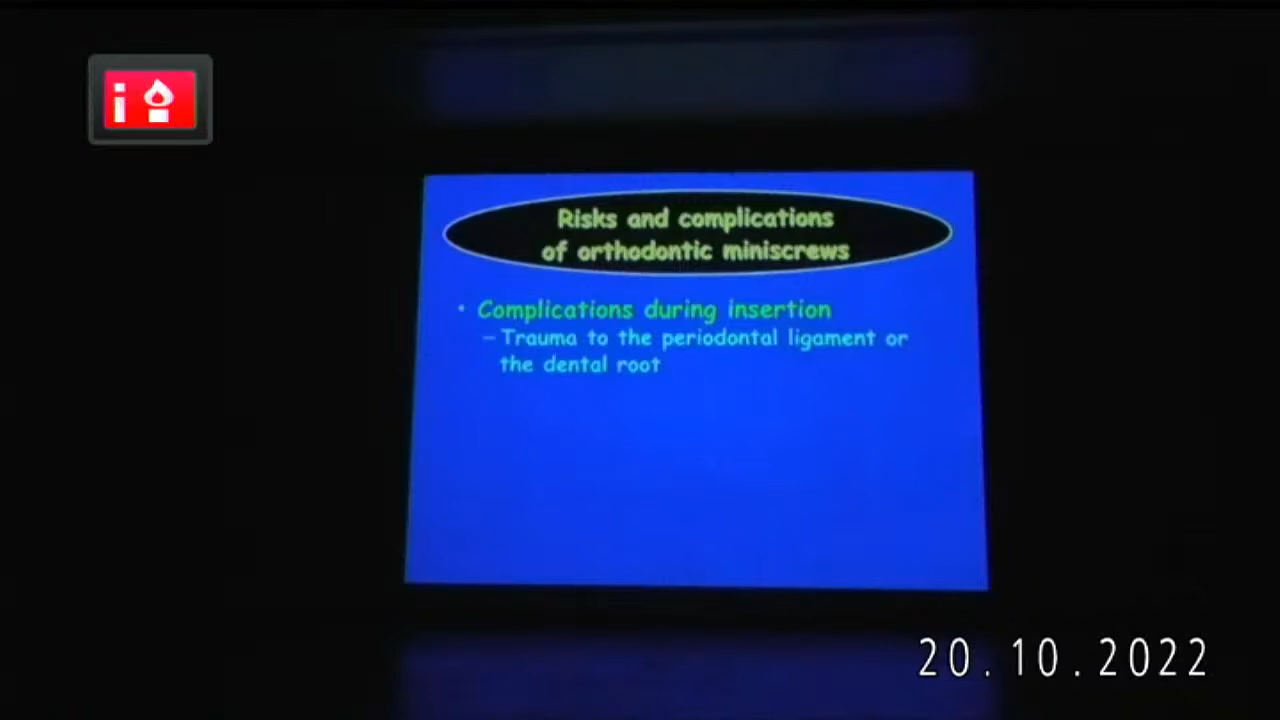 i
Risks and complications
of orthodontic miniscrews
• Complications during insertion
– Trauma to the periodontal ligament or
the dental root
20.10.2022